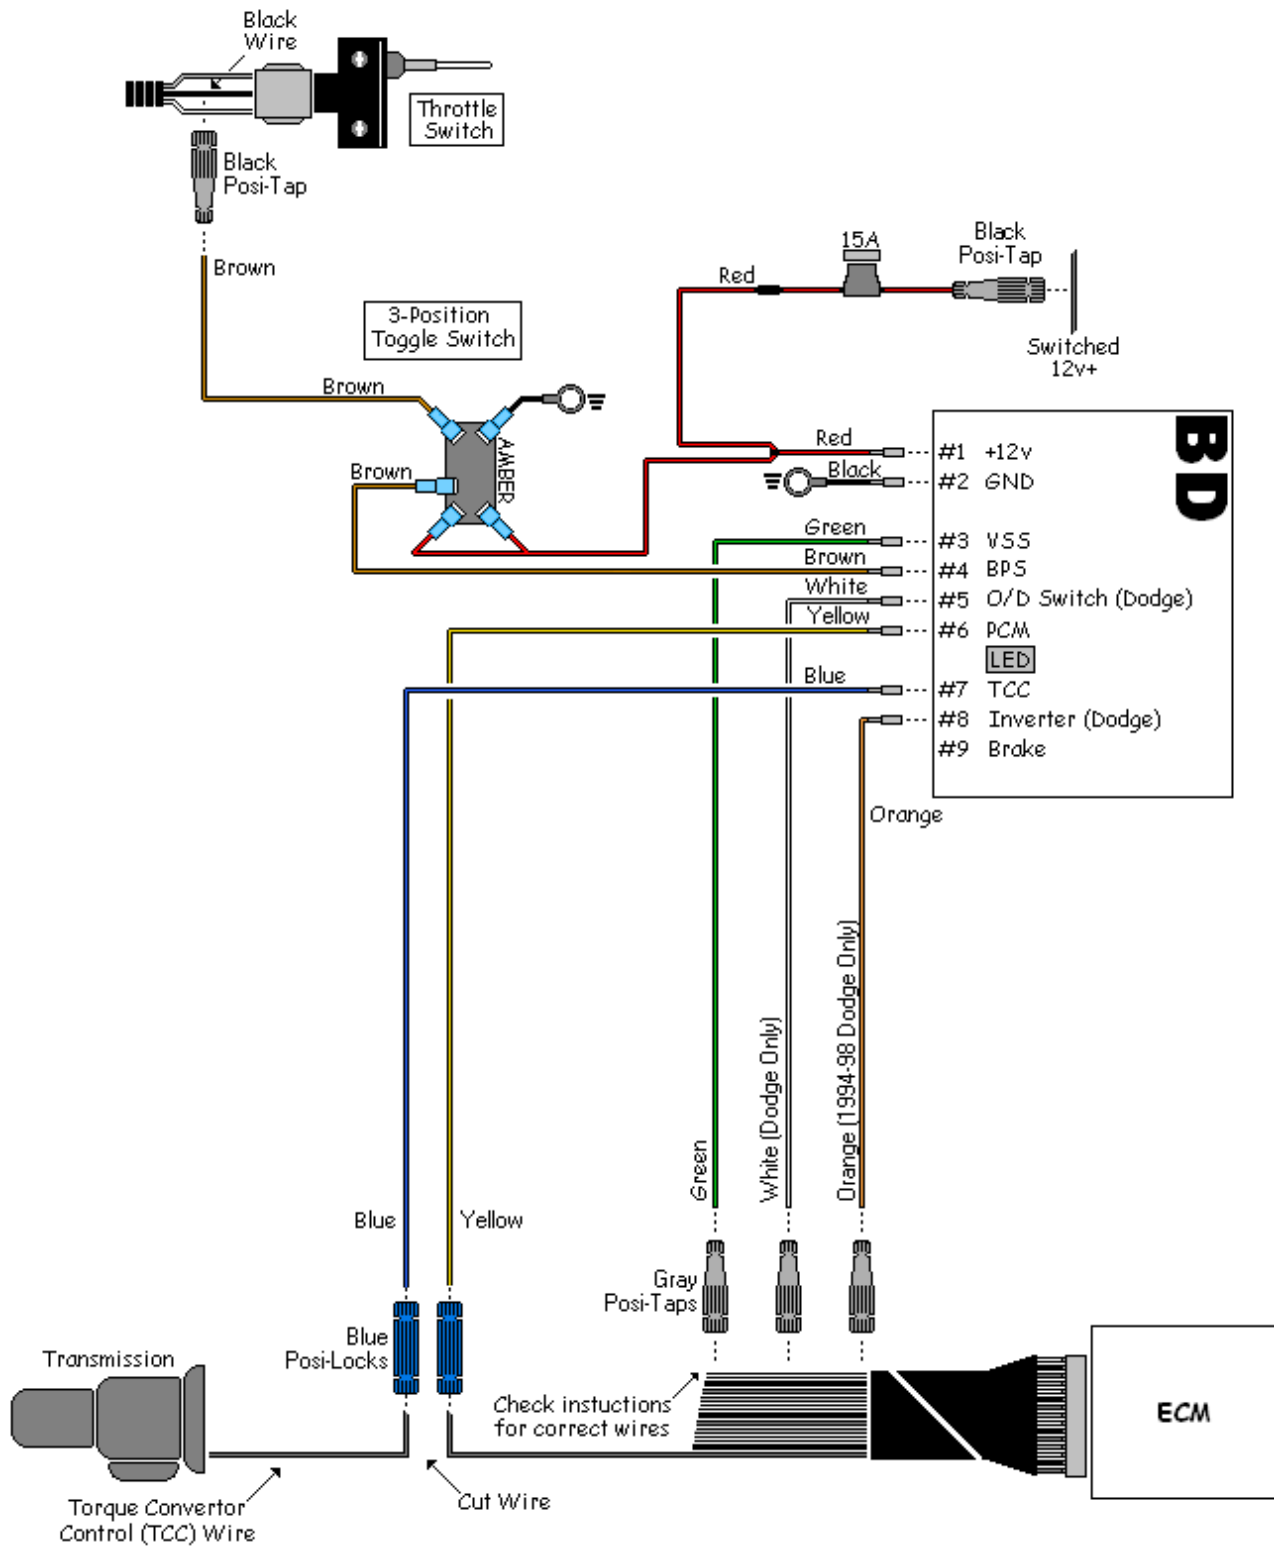 Black
Wire
Throttle
Switch
Black
Posi-Tap
Brown
15A
Black
Posi-Tap
Red
Switched
12v+
3-Position
Toggle Switch
Brown
AMBER
Brown
Red
Black
Green
Brown
White
Yellow
Blue
BD
#1 +12v
#2 GND
#3 VSS
#4 BPS
#5 O/D Switch (Dodge)
#6 PCM
LED
#7 TCC
#8 Inverter (Dodge)
#9 Brake
Orange
Green
White (Dodge Only)
Orange (1994-98 Dodge Only)
Blue
Yellow
Gray
Posi-Taps
Blue
Posi-Locks
Transmission
Check instuctions
for correct wires
ECM
Cut Wire
Torque Convertor
Control (TCC) Wire